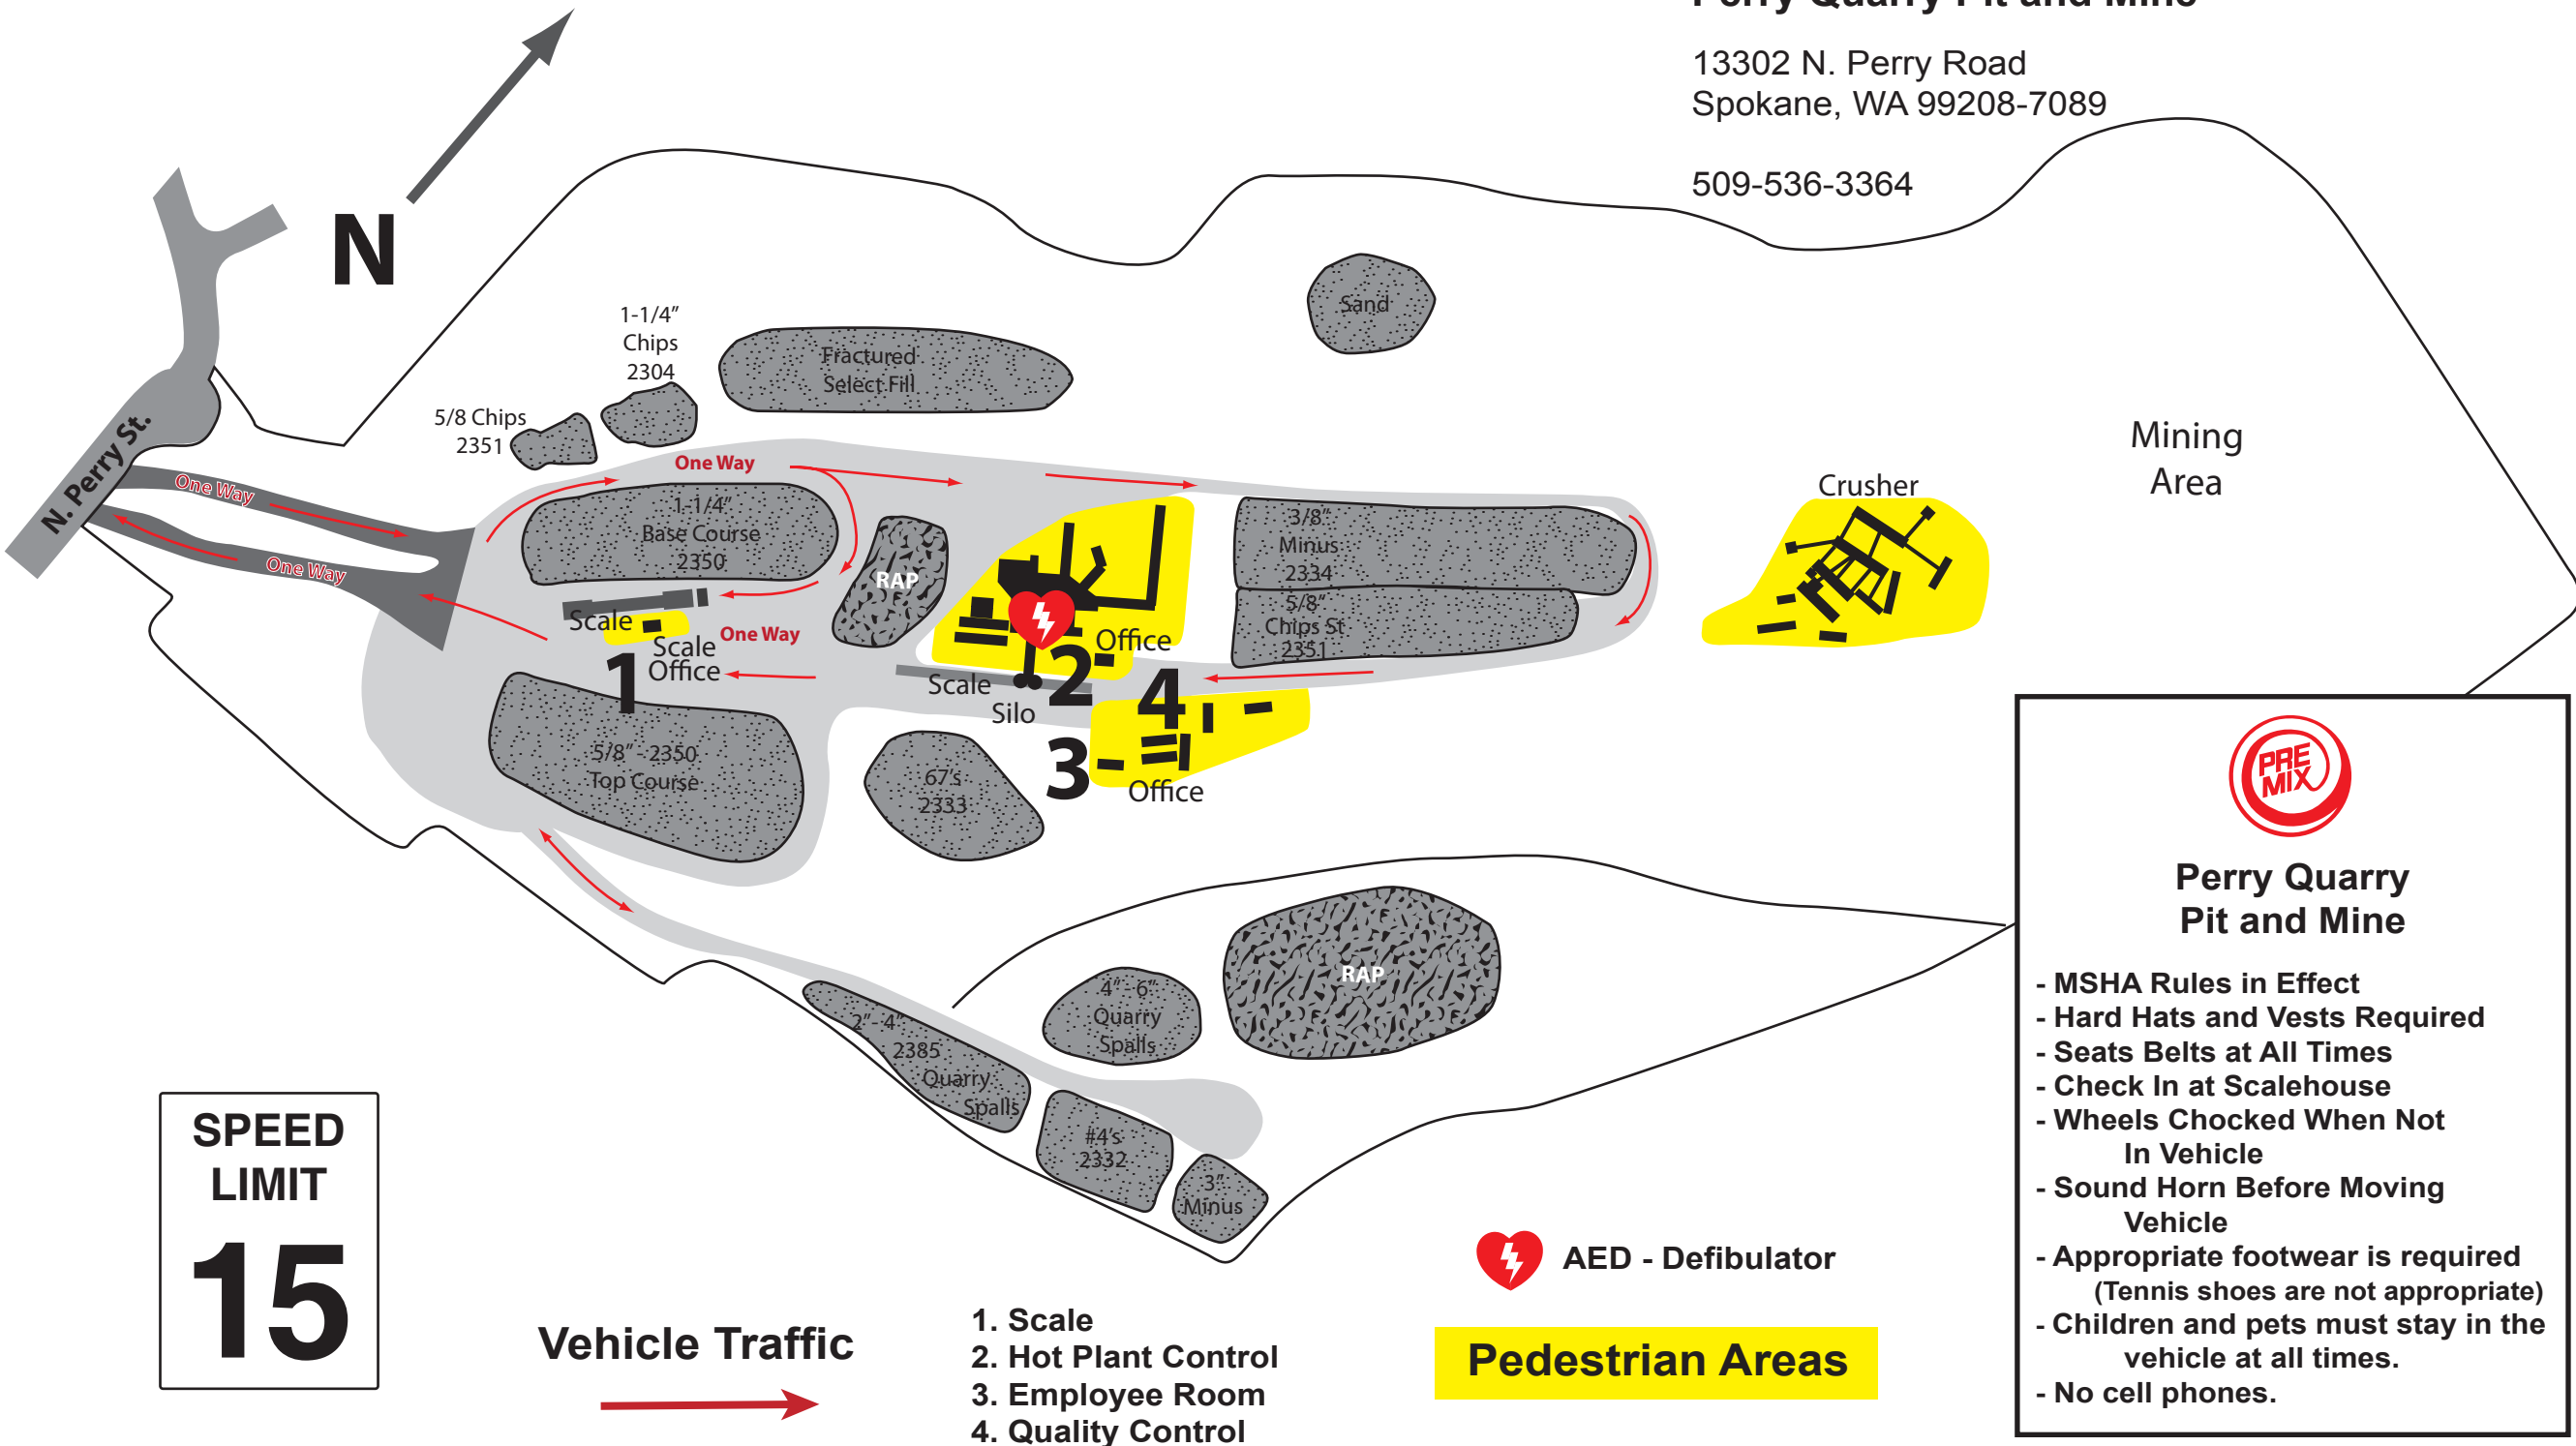 Perry Quarry Pit and Mine
13302 N. Perry Road
Spokane, WA 99208-7089
509-536-3364
N
N. Perry St.
One Way
One Way
1-1/4”
Chips
2304
5/8 Chips
2351
Fractured
Select Fill
Sand
Mining
Area
Crusher
One Way
1-1/4”
Base Course
2350
RAP
3/8”
Minus
2334
5/8”
Chips St
2351
Scale
Scale
Office
1
One Way
Office
2
4
Scale
Silo
3
Office
5/8” - 2350
Top Course
67's
2333
2”- 4”
2385
Quarry
Spalls
4” - 6”
Quarry
Spalls
RAP
#4's
2332
3”
Minus
SPEED
LIMIT
15
Vehicle Traffic
1. Scale
2. Hot Plant Control
3. Employee Room
4. Quality Control
AED - Defibulator
Pedestrian Areas
PRE
MIX
Perry Quarry
Pit and Mine
- MSHA Rules in Effect
- Hard Hats and Vests Required
- Seats Belts at All Times
- Check In at Scalehouse
- Wheels Chocked When Not
In Vehicle
- Sound Horn Before Moving
Vehicle
- Appropriate footwear is required
(Tennis shoes are not appropriate)
- Children and pets must stay in the
vehicle at all times.
- No cell phones.